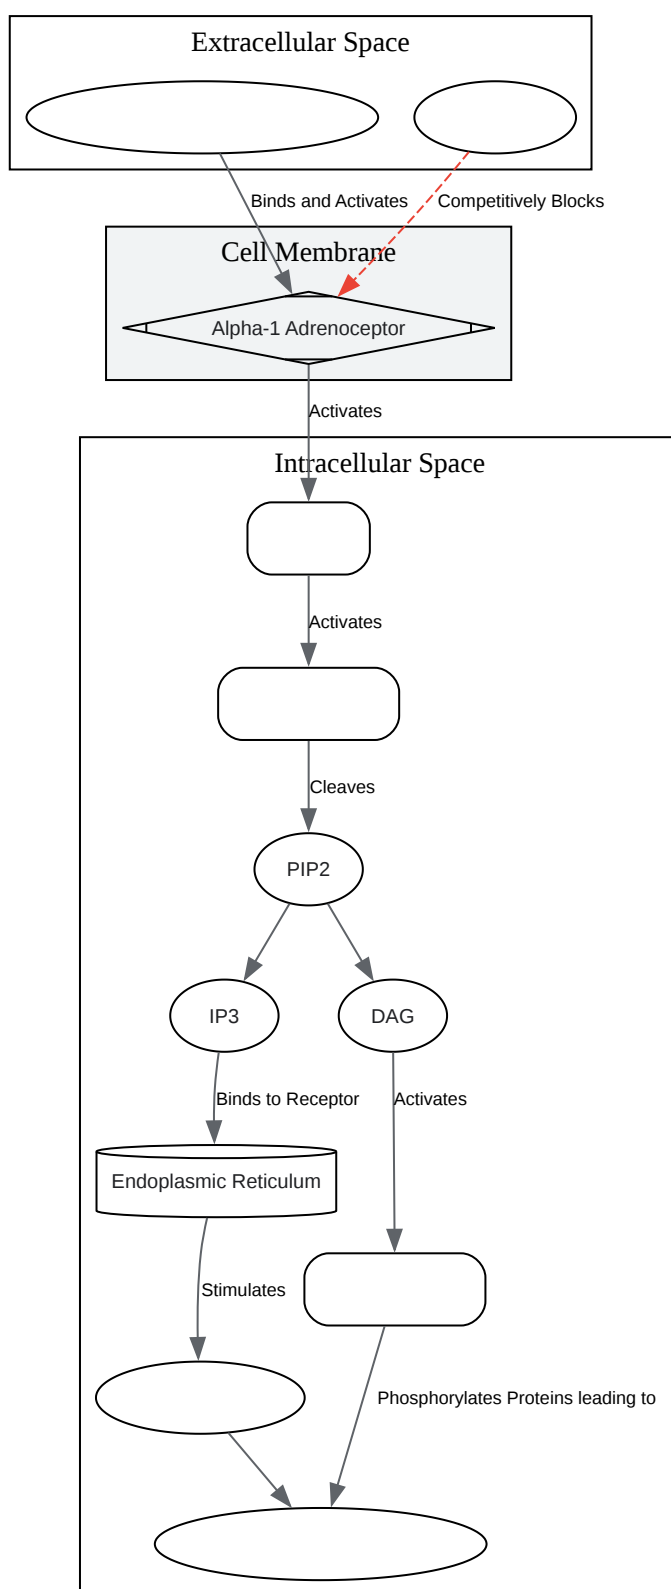 Extracellular Space
Binds and Activates
Competitively Blocks
Cell Membrane
Alpha-1 Adrenoceptor
Activates
Intracellular Space
Activates
Cleaves
PIP2
IP3
DAG
Binds to Receptor
Activates
Endoplasmic Reticulum
Stimulates
Phosphorylates Proteins leading to